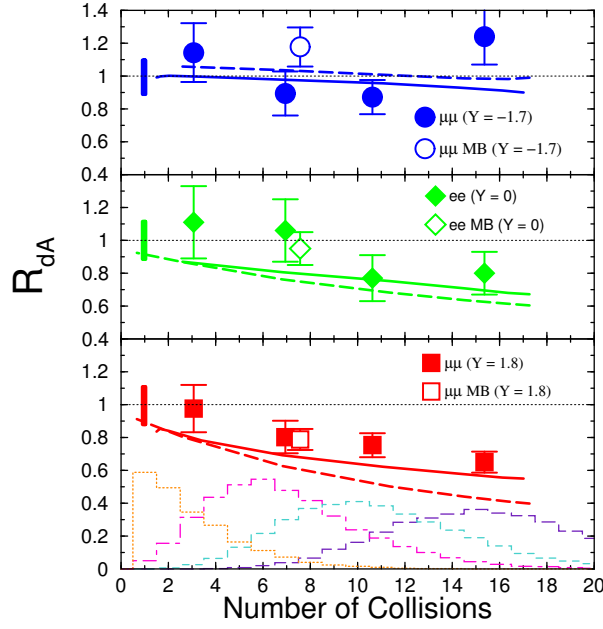 1.4
1.2
1
0.8
0.6
0.4
μμ (Y = −1.7)
μμ MB (Y = −1.7)
1.2
1
0.8
0.6
0.4
ee (Y = 0)
ee MB (Y = 0)
R_dA
1.2
1
0.8
0.6
0.4
0.2
0
μμ (Y = 1.8)
μμ MB (Y = 1.8)
0 2 4 6 8 10 12 14 16 18 20
Number of Collisions